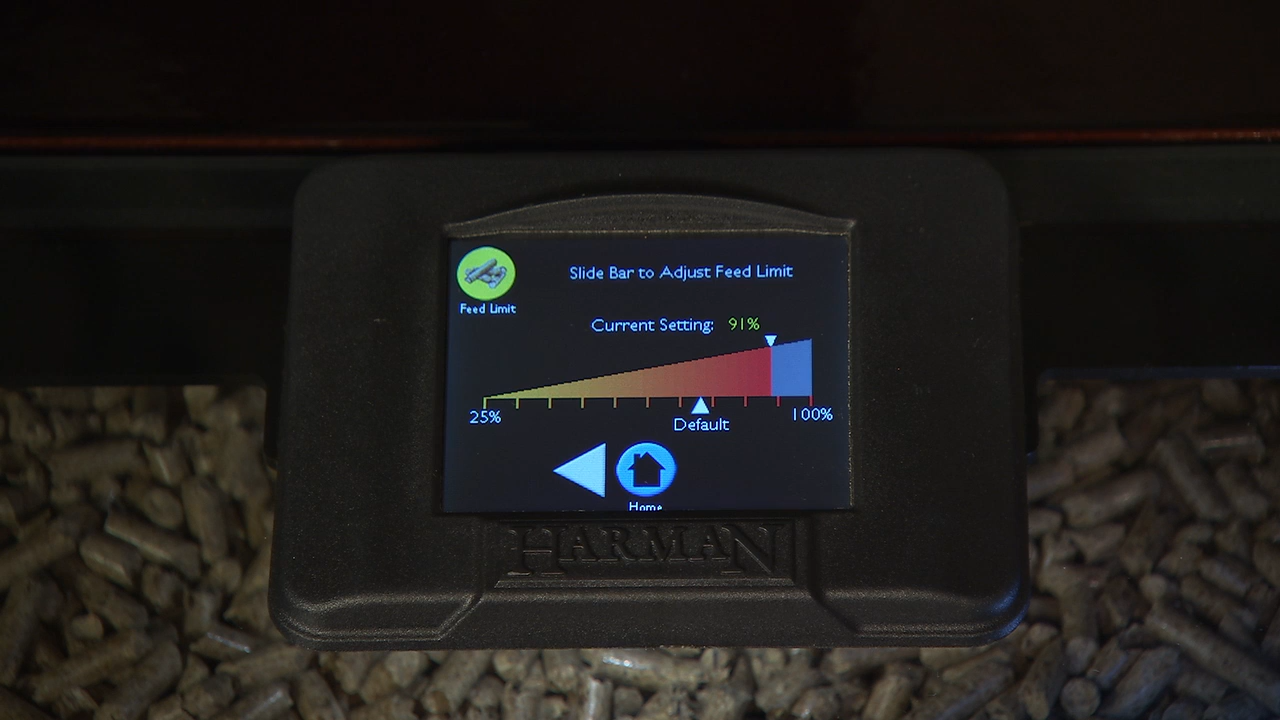 Slide Bar to Adjust Feed Limit
Feed Limit
Current Setting: 91%
25%
100%
Default
Home
HARMAN